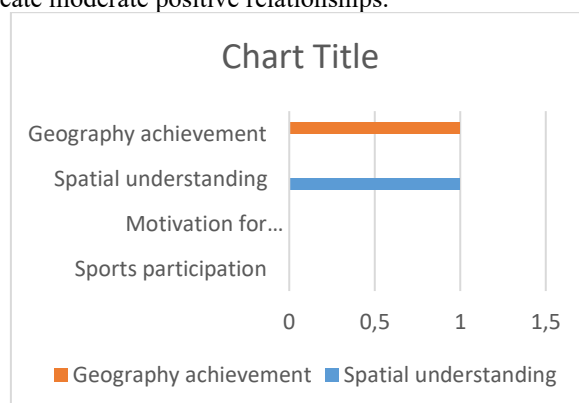 cate moderate positive relationships.
Chart Title
Geography achievement
Spatial understanding
Motivation for...
Sports participation
0 0,5 1 1,5
Geography achievement Spatial understanding